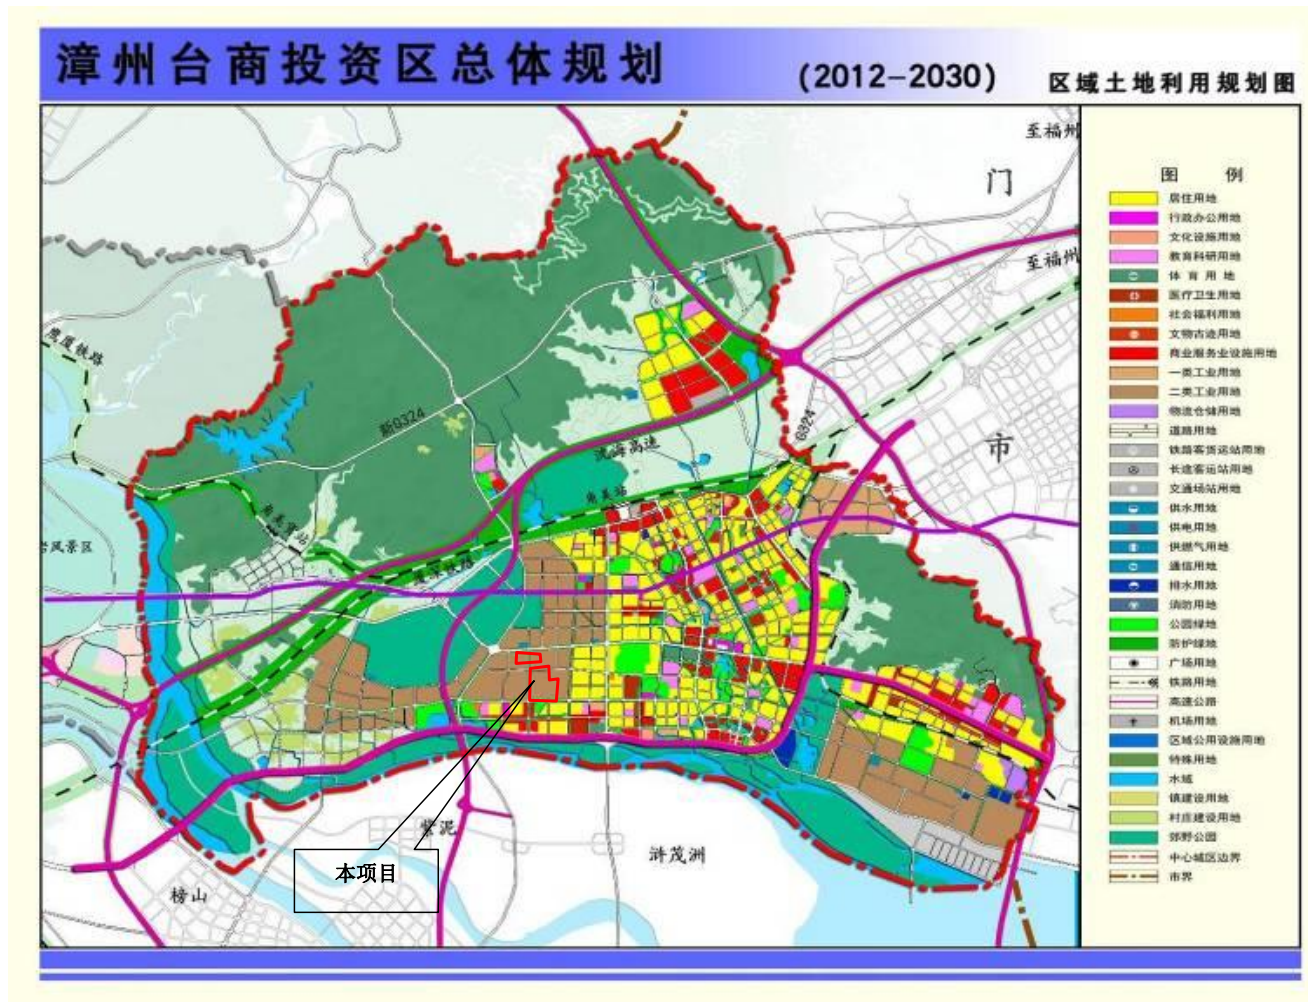 漳州台商投资区总体规划
(2012-2030)
区域土地利用规划图
至福州
门
至福州
鹰厦铁路
新G324
沈海高速
G324
市
角美站
角美货站
岩风景区
厦深铁路
紫泥
浒茂洲
本项目
榜山
图 例
居住用地
行政办公用地
文化设施用地
教育科研用地
体育用地
医疗卫生用地
社会福利用地
文物古迹用地
商业服务业设施用地
一类工业用地
二类工业用地
物流仓储用地
道路用地
铁路客货运站用地
长途客运站用地
交通场站用地
供水用地
供电用地
供燃气用地
通信用地
排水用地
消防用地
公园绿地
防护绿地
广场用地
铁路用地
高速公路
机场用地
区域公用设施用地
特殊用地
水域
镇建设用地
村庄建设用地
郊野公园
中心城区边界
市界